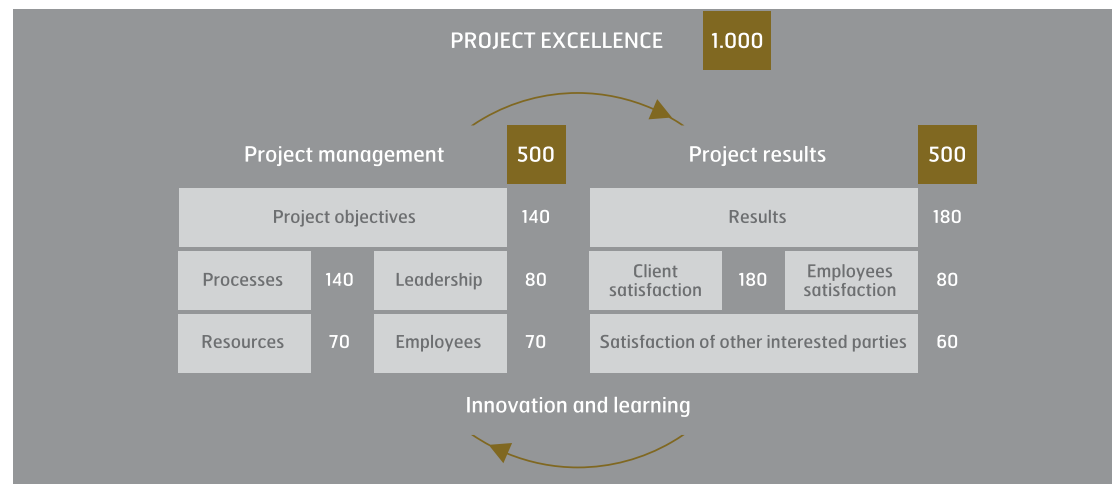 PROJECT EXCELLENCE 1.000
Project management 500
Project results 500
Project objectives 140
Results 180
Processes 140 Leadership 80
Client
satisfaction 180
Employees
satisfaction 80
Resources 70 Employees 70
Satisfaction of other interested parties 60
Innovation and learning